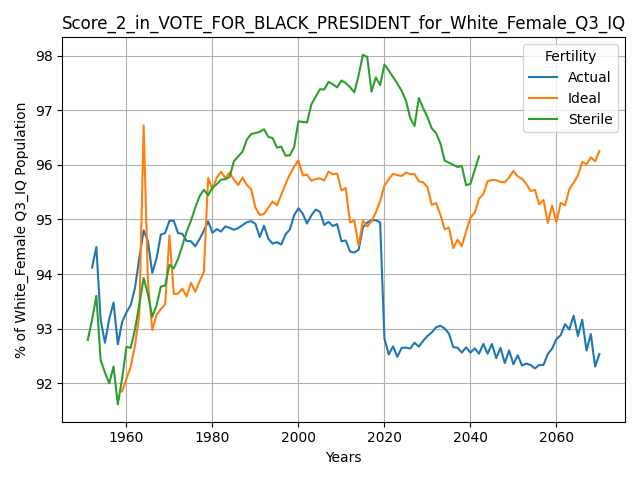 Score_2_in_VOTE_FOR_BLACK_PRESIDENT_for_White_Female_Q3_IQ
% of White_Female Q3_IQ Population
98
97
96
95
94
93
92
Fertility
Actual
Ideal
Sterile
1960
1980
2000
2020
2040
2060
Years